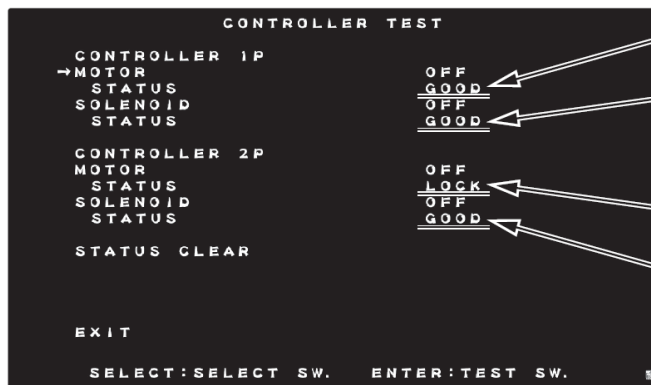 CONTROLLER TEST
CONTROLLER 1P
→MOTOR OFF
STATUS GOOD
SOLENOID OFF
STATUS GOOD
CONTROLLER 2P
MOTOR OFF
STATUS LOCK
SOLENOID OFF
STATUS GOOD
STATUS CLEAR
EXIT
SELECT:SELECT SW. ENTER:TEST SW.